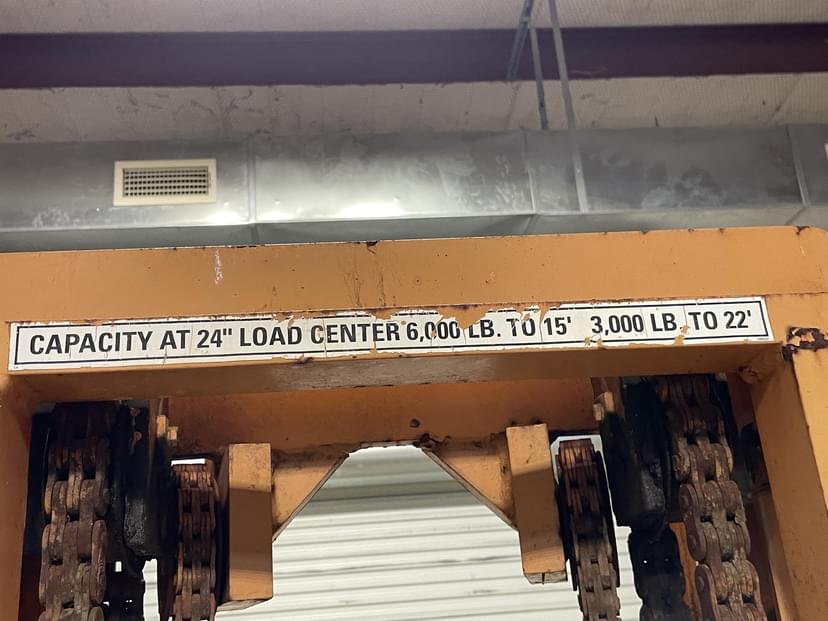 CAPACITY AT 24" LOAD CENTER 6,000 LB. TO 15' 3,000 LB. TO 22'